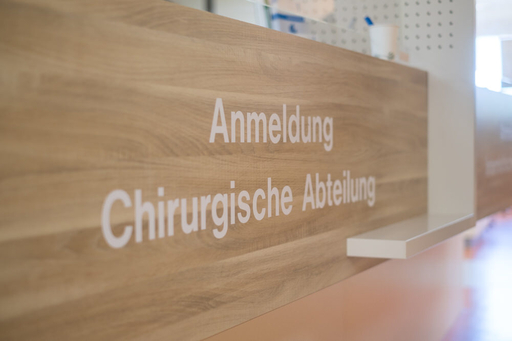 Anmeldung
Chirurgische Abteilung